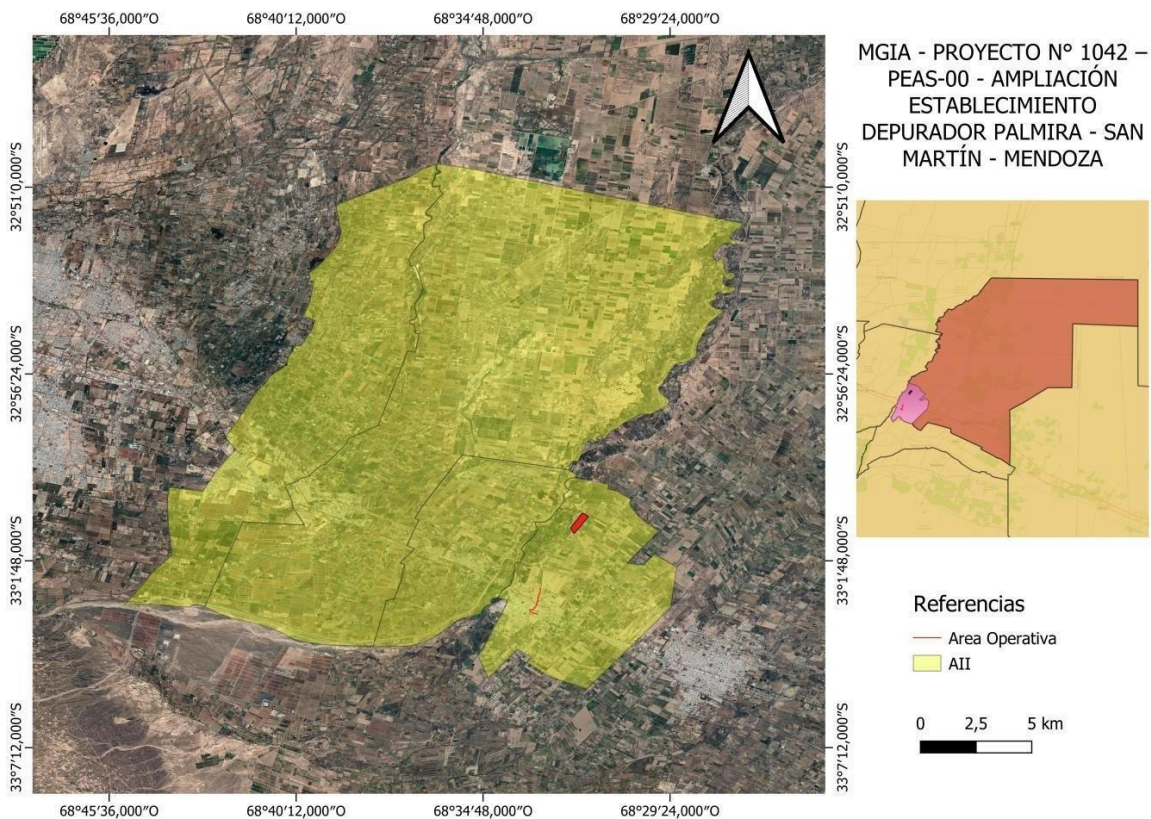 68°45′36,000″O 68°40′12,000″O 68°34′48,000″O 68°29′24,000″O
MGIA - PROYECTO N° 1042 –
PEAS-00 - AMPLIACIÓN
ESTABLECIMIENTO
DEPURADOR PALMIRA - SAN
MARTÍN - MENDOZA
32°51′0,000″S
32°56′24,000″S
33°1′48,000″S
33°7′12,000″S
32°51′0,000″S
32°56′24,000″S
33°1′48,000″S
33°7′12,000″S
Referencias
Area Operativa
AII
0 2,5 5 km
68°45′36,000″O 68°40′12,000″O 68°34′48,000″O 68°29′24,000″O